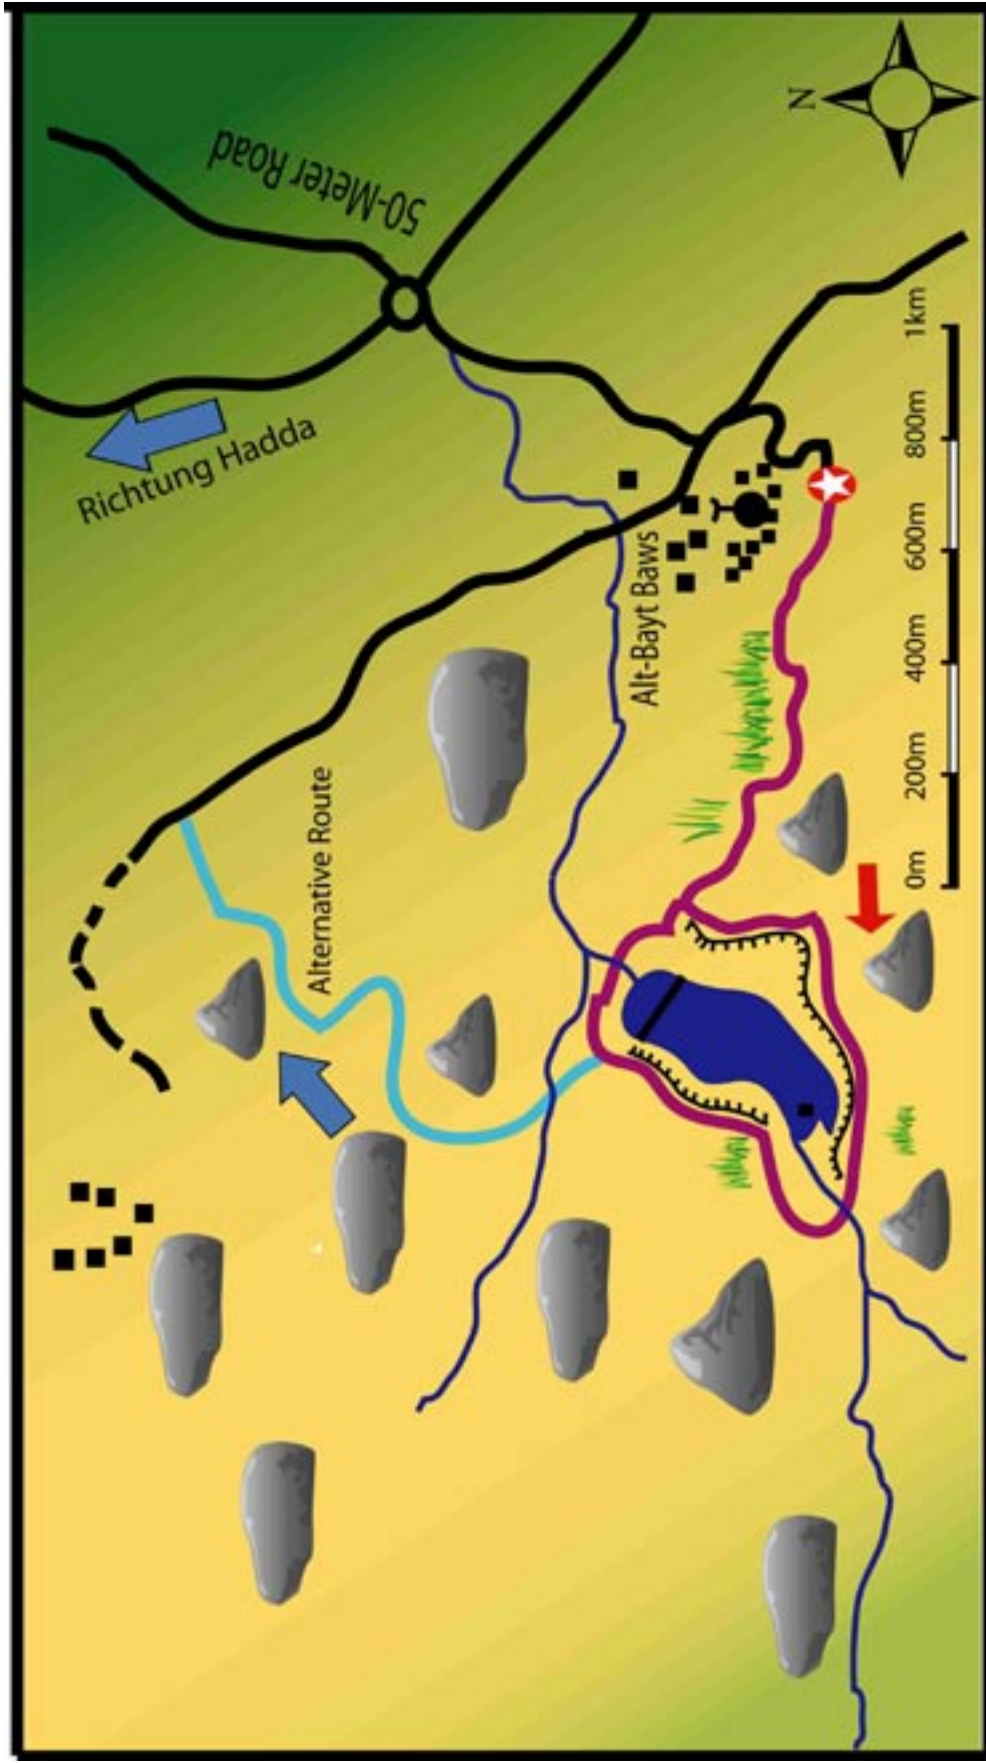 N
50-Meter Road
Richtung Hadda
Alt-Bayt Baws
Alternative Route
0m 200m 400m 600m 800m 1km